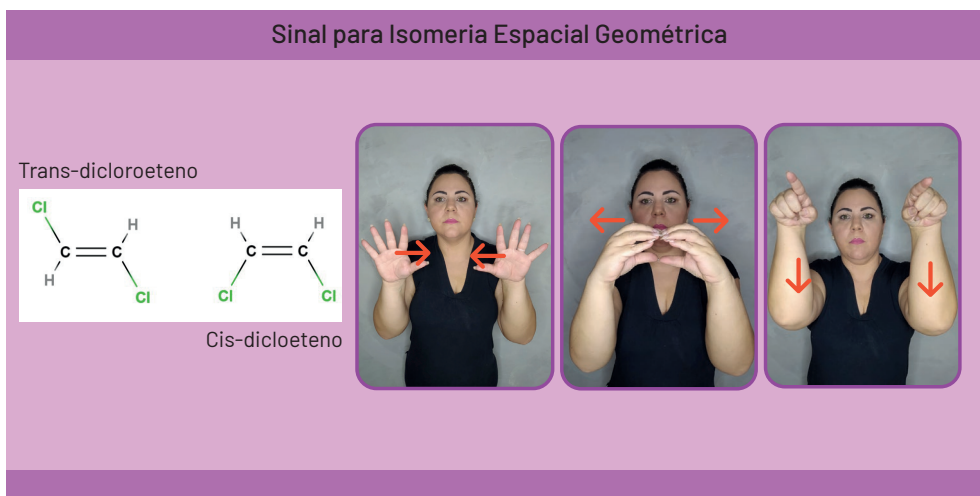 Sinal para Isomeria Espacial Geométrica
Trans-dicloroeteno
Cl
H
C
C
H
Cl
H
H
C
C
Cl
Cl
Cis-dicloeteno